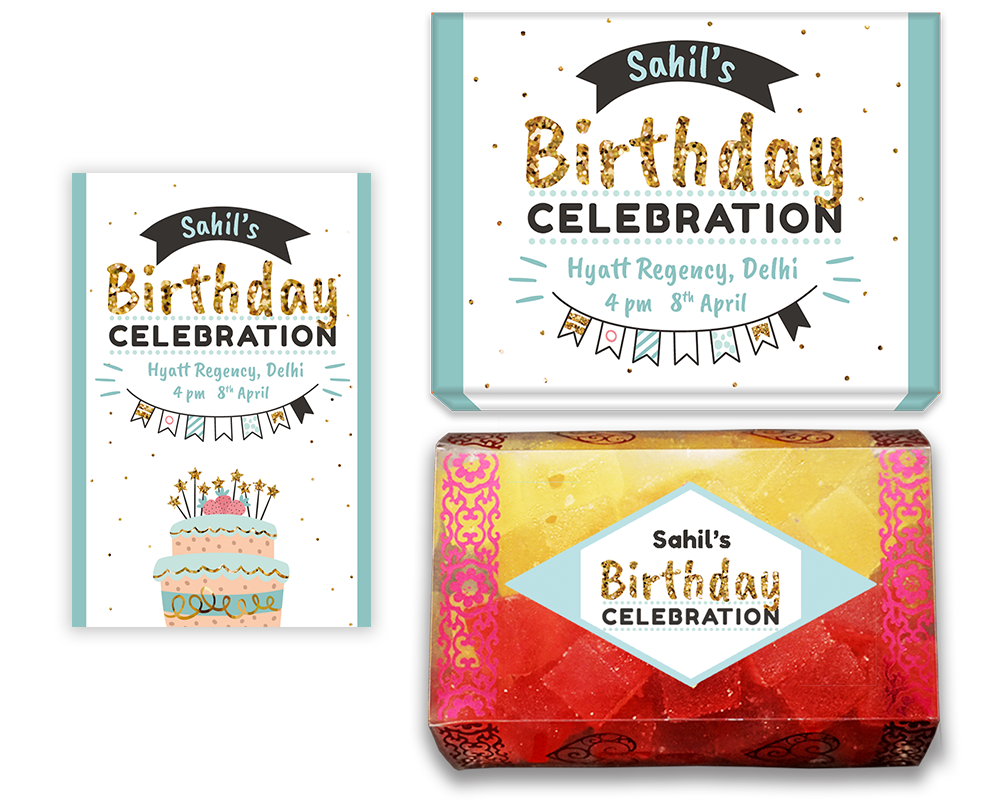 Sahil's
Birthday
CELEBRATION
Hyatt Regency, Delhi
4 pm 8th April
Sahil's
Birthday
CELEBRATION
Hyatt Regency, Delhi
4 pm 8th April
Sahil's
Birthday
CELEBRATION